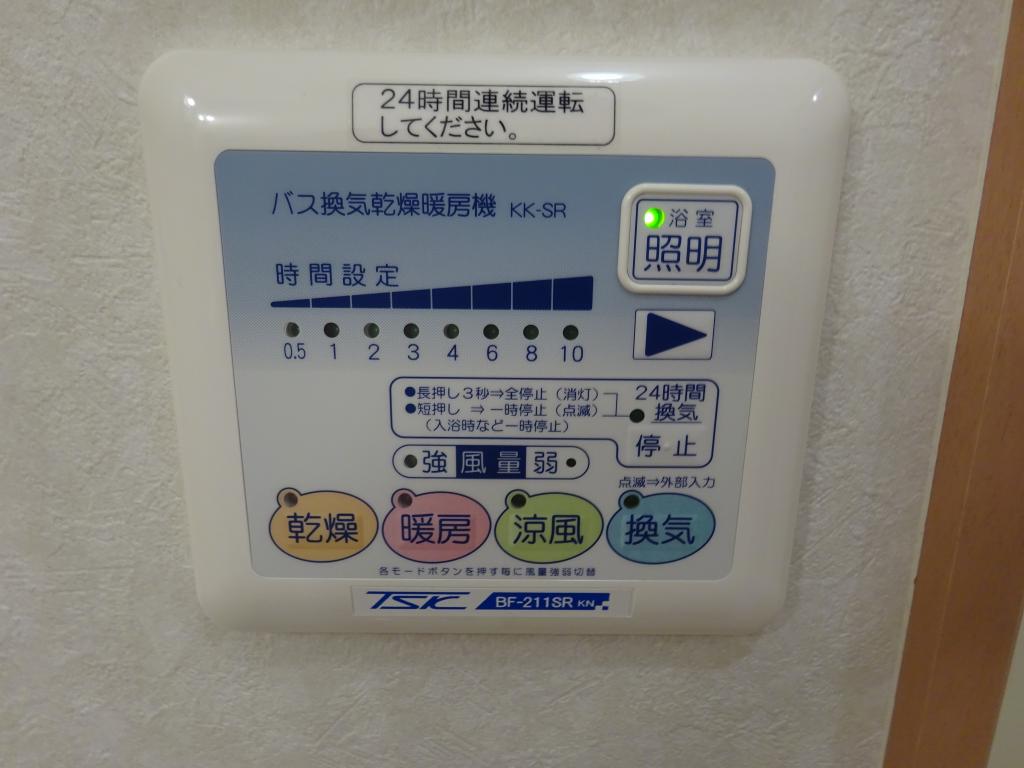 24時間連続運転
してください。
バス換気乾燥暖房機 KK-SR
浴室
照明
時間設定
0.5 1 2 3 4 6 8 10
●長押し3秒⇒全停止（消灯）
●短押し ⇒一時停止（点滅）
（入浴時など一時停止）
24時間
換気
停止
強 風量 弱
点滅⇒外部入力
乾燥 暖房 涼風 換気
各モードボタンを押す毎に風量強弱切替
TSK BF-211SR KN